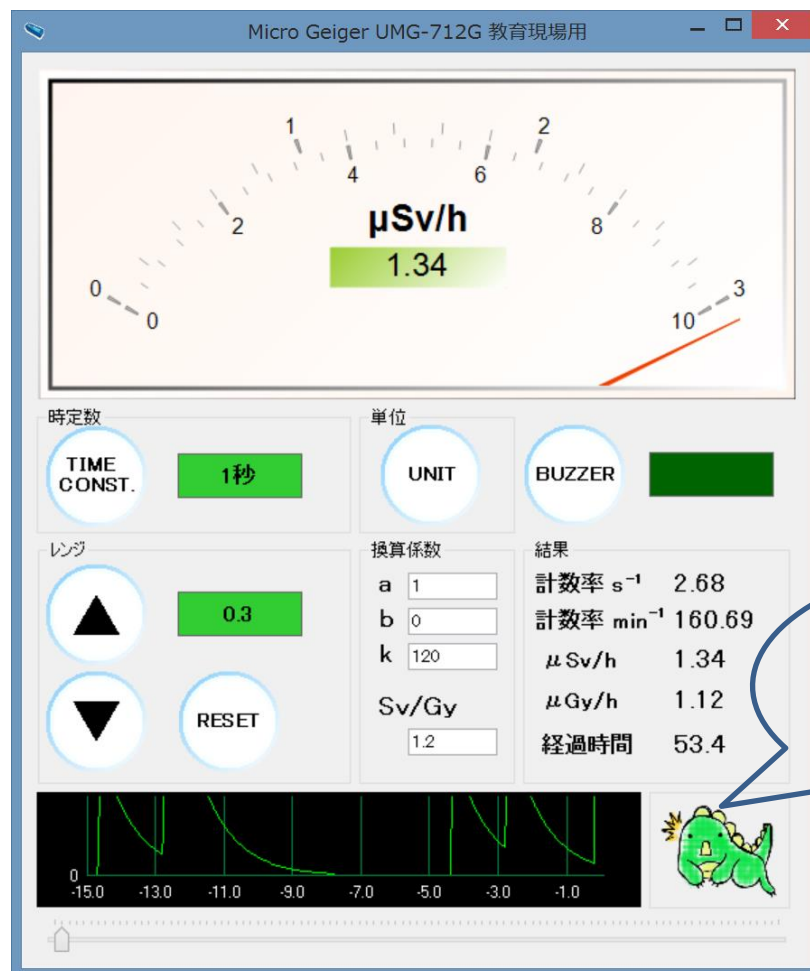 Micro Geiger UMG-712G 教育現場用
1 2
4 6
2 μSv/h 8
1.34
0 3
0 10
時定数
TIME CONST.
1秒
単位
UNIT
BUZZER
レンジ
▲
0.3
▼
RESET
換算係数
a 1
b 0
k 120
Sv/Gy
1.2
結果
計数率 s⁻¹ 2.68
計数率 min⁻¹ 160.69
μSv/h 1.34
μGy/h 1.12
経過時間 53.4
0
-15.0 -13.0 -11.0 -9.0 -7.0 -5.0 -3.0 -1.0